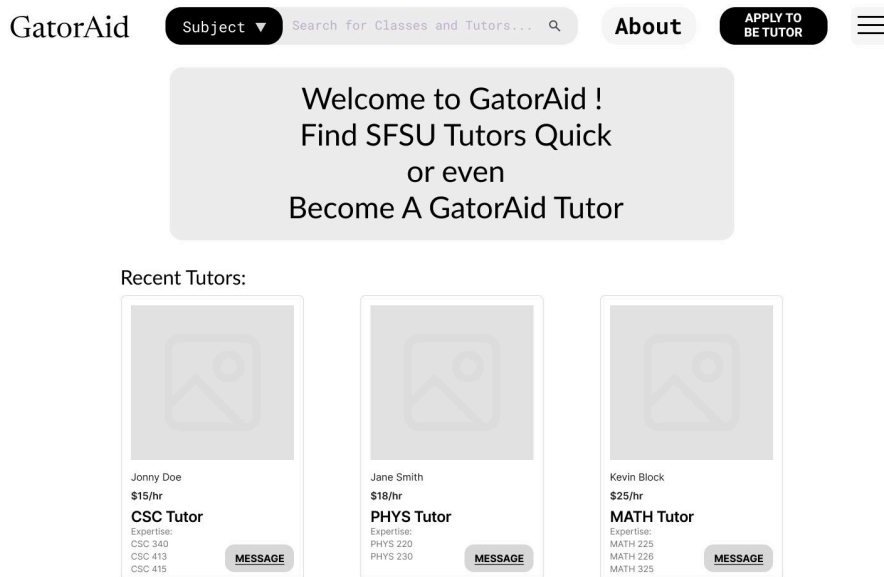 GatorAid
Subject ▼
Search for Classes and Tutors...
About
APPLY TO
BE TUTOR
Welcome to GatorAid !
Find SFSU Tutors Quick
or even
Become A GatorAid Tutor
Recent Tutors:
Jonny Doe
$15/hr
CSC Tutor
Expertise:
CSC 340
CSC 413
CSC 415
MESSAGE
Jane Smith
$18/hr
PHYS Tutor
Expertise:
PHYS 220
PHYS 230
MESSAGE
Kevin Block
$25/hr
MATH Tutor
Expertise:
MATH 225
MATH 226
MATH 325
MESSAGE